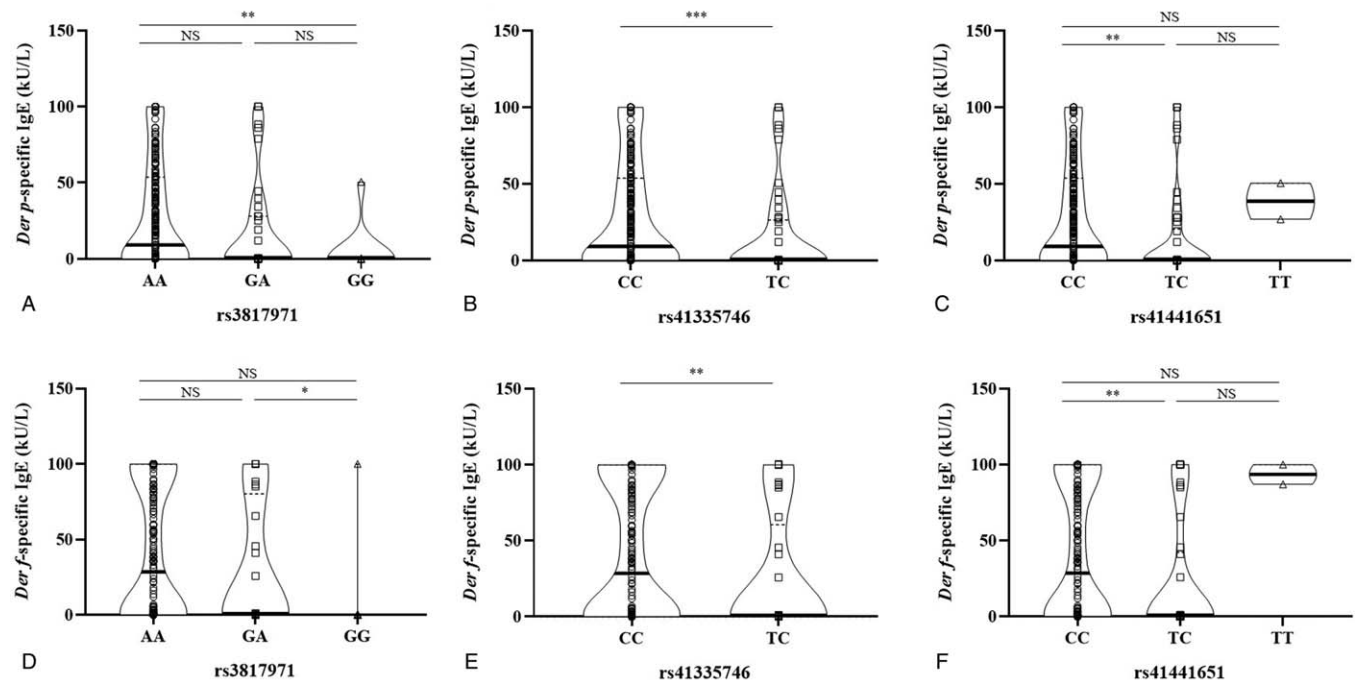 **
NS NS
150
100
50
0
Der p-specific IgE (kU/L)
AA GA GG
A
rs3817971
***
150
100
50
0
Der p-specific IgE (kU/L)
CC TC
B
rs41335746
NS
** NS
150
100
50
0
Der p-specific IgE (kU/L)
CC TC TT
C
rs41441651
NS
NS *
150
100
50
0
Der f-specific IgE (kU/L)
AA GA GG
D
rs3817971
**
150
100
50
0
Der f-specific IgE (kU/L)
CC TC
E
rs41335746
NS
** NS
150
100
50
0
Der f-specific IgE (kU/L)
CC TC TT
F
rs41441651